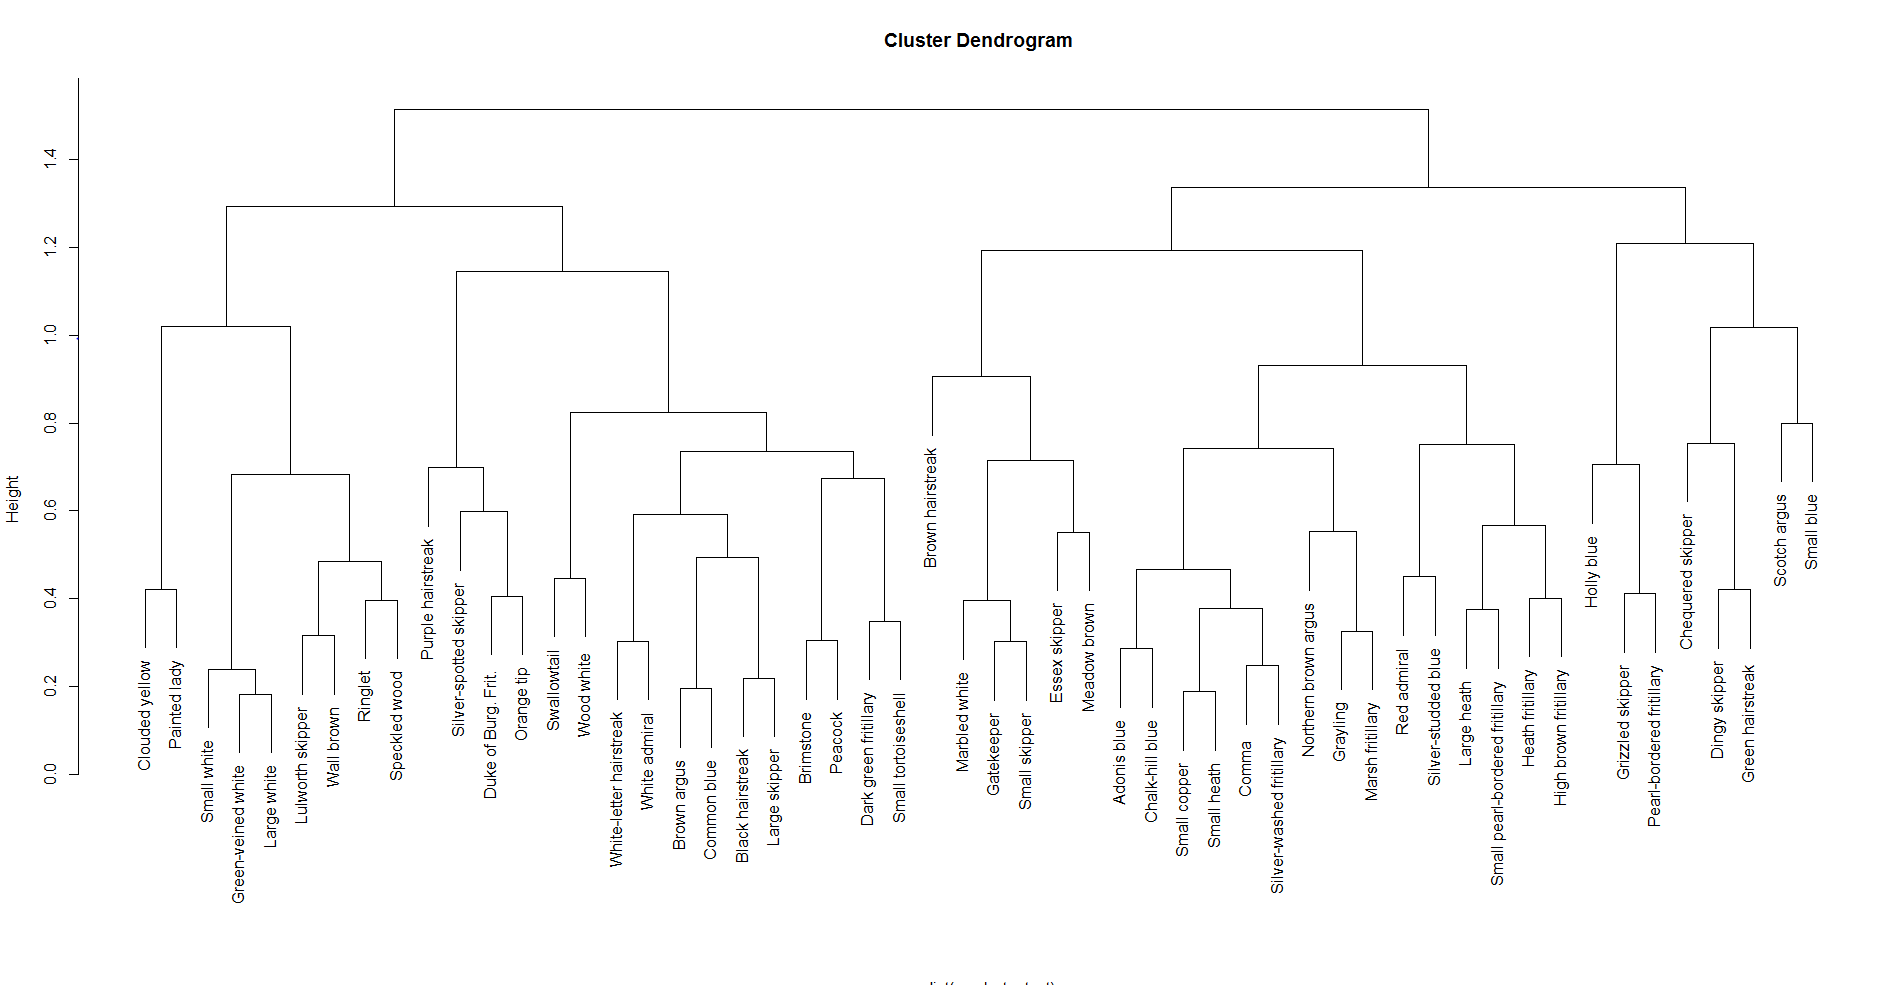 Cluster Dendrogram
Height
0.0
0.2
0.4
0.6
0.8
1.0
1.2
1.4
Clouded yellow
Painted lady
Small white
Green-veined white
Large white
Lulworth skipper
Wall brown
Ringlet
Speckled wood
Purple hairstreak
Silver-spotted skipper
Duke of Burg. Frit.
Orange tip
Swallowtail
Wood white
White-letter hairstreak
White admiral
Brown argus
Common blue
Black hairstreak
Large skipper
Brimstone
Peacock
Dark green fritillary
Small tortoiseshell
Brown hairstreak
Marbled white
Gatekeeper
Small skipper
Essex skipper
Meadow brown
Adonis blue
Chalk-hill blue
Small copper
Small heath
Comma
Silver-washed fritillary
Northern brown argus
Grayling
Marsh fritillary
Red admiral
Silver-studded blue
Large heath
Small pearl-bordered fritillary
Heath fritillary
High brown fritillary
Holly blue
Grizzled skipper
Pearl-bordered fritillary
Chequered skipper
Dingy skipper
Green hairstreak
Scotch argus
Small blue